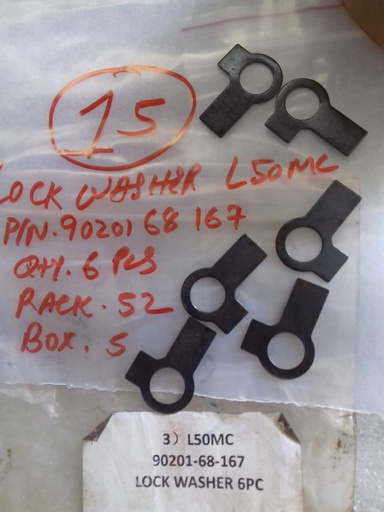 15
LOCK WASHER L50MC
P/N. 90201 68 167
QTY. 6 PCS
RACK. 52
BOX. 5
3) L50MC
90201-68-167
LOCK WASHER 6PC